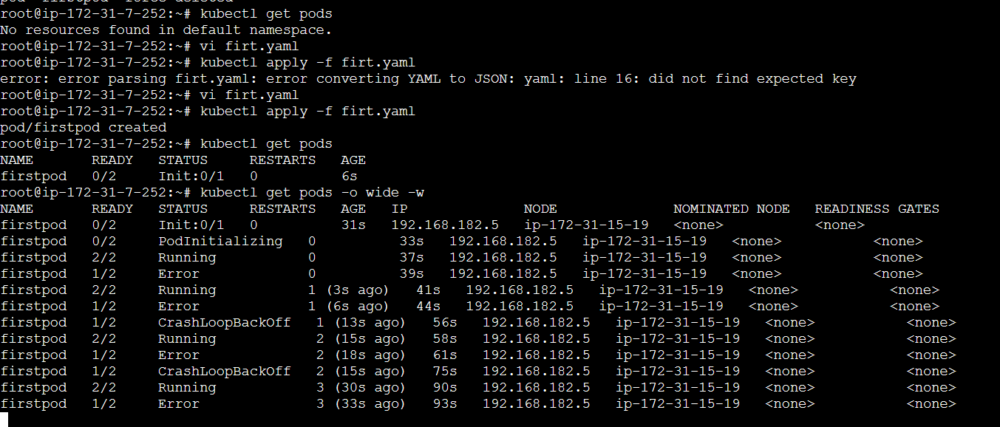 root@ip-172-31-7-252:~# kubectl get pods
No resources found in default namespace.
root@ip-172-31-7-252:~# vi firt.yaml
root@ip-172-31-7-252:~# kubectl apply -f firt.yaml
error: error parsing firt.yaml: error converting YAML to JSON: yaml: line 16: did not find expected key
root@ip-172-31-7-252:~# vi firt.yaml
root@ip-172-31-7-252:~# kubectl apply -f firt.yaml
pod/firstpod created
root@ip-172-31-7-252:~# kubectl get pods
NAME       READY   STATUS     RESTARTS   AGE
firstpod   0/2     Init:0/1   0          6s
root@ip-172-31-7-252:~# kubectl get pods -o wide -w
NAME       READY   STATUS     RESTARTS   AGE   IP              NODE              NOMINATED NODE   READINESS GATES
firstpod   0/2     Init:0/1   0          31s   192.168.182.5   ip-172-31-15-19   <none>           <none>
firstpod   0/2     PodInitializing   0          33s   192.168.182.5   ip-172-31-15-19   <none>           <none>
firstpod   2/2     Running           0          37s   192.168.182.5   ip-172-31-15-19   <none>           <none>
firstpod   1/2     Error             0          39s   192.168.182.5   ip-172-31-15-19   <none>           <none>
firstpod   2/2     Running           1 (3s ago)   41s   192.168.182.5   ip-172-31-15-19   <none>           <none>
firstpod   1/2     Error             1 (6s ago)   44s   192.168.182.5   ip-172-31-15-19   <none>           <none>
firstpod   1/2     CrashLoopBackOff   1 (13s ago)   56s   192.168.182.5   ip-172-31-15-19   <none>           <none>
firstpod   2/2     Running            2 (15s ago)   58s   192.168.182.5   ip-172-31-15-19   <none>           <none>
firstpod   1/2     Error              2 (18s ago)   61s   192.168.182.5   ip-172-31-15-19   <none>           <none>
firstpod   1/2     CrashLoopBackOff   2 (15s ago)   75s   192.168.182.5   ip-172-31-15-19   <none>           <none>
firstpod   2/2     Running            3 (30s ago)   90s   192.168.182.5   ip-172-31-15-19   <none>           <none>
firstpod   1/2     Error              3 (33s ago)   93s   192.168.182.5   ip-172-31-15-19   <none>           <none>